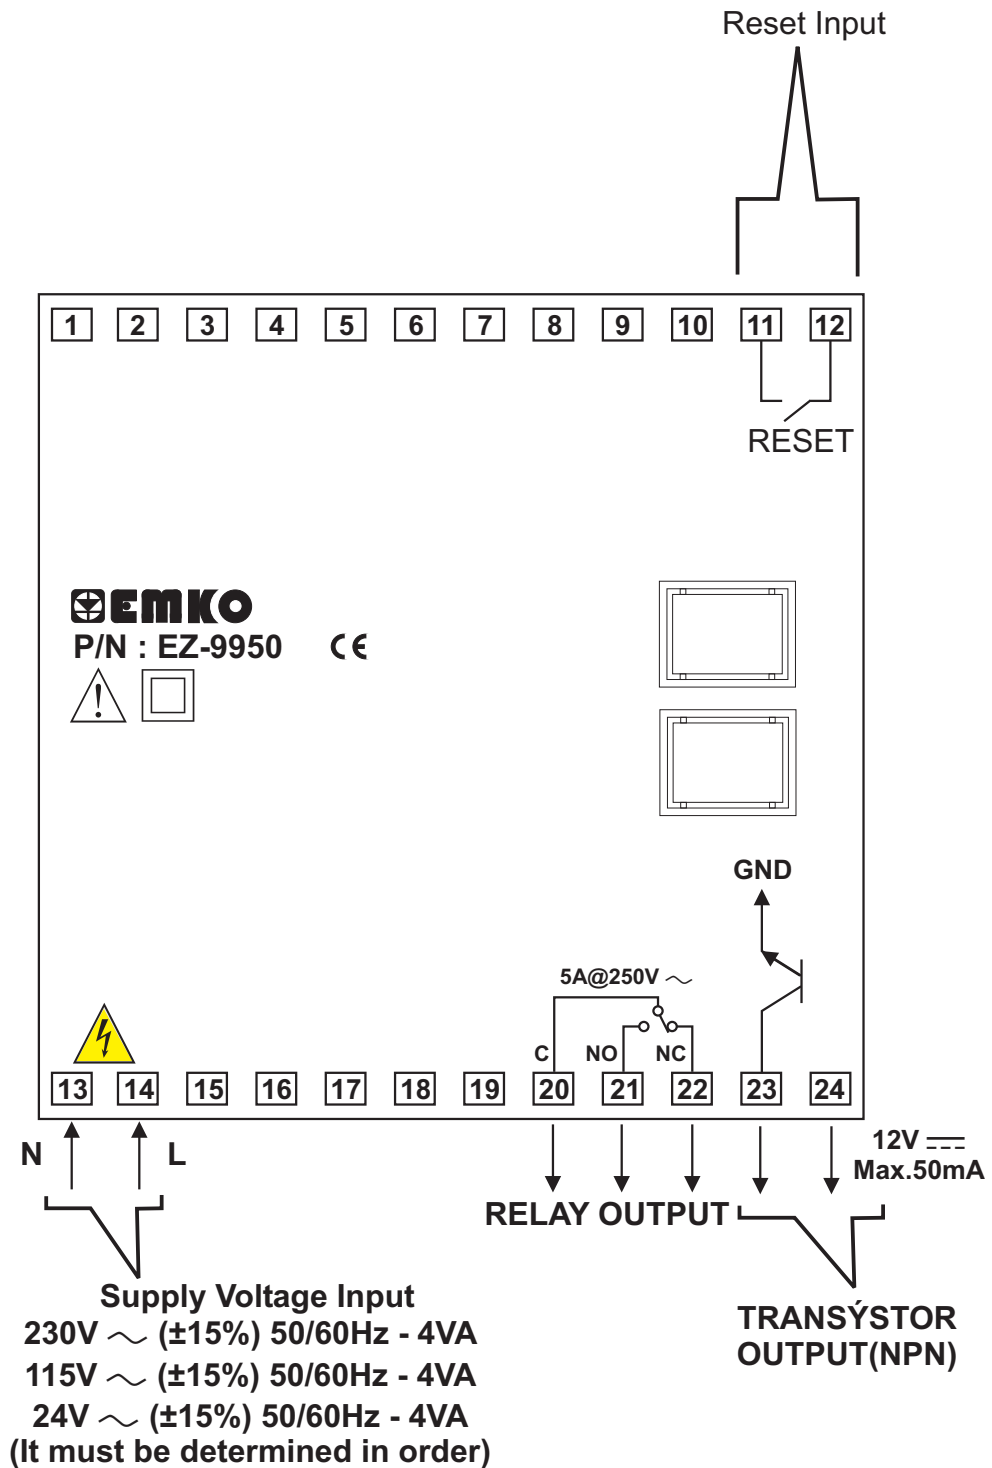 Reset Input
1 2 3 4 5 6 7 8 9 10 11 12
RESET
EMKO
P/N : EZ-9950 CE
GND
5A@250V ~
C NO NC
13 14 15 16 17 18 19 20 21 22 23 24
N L
12V ⎓
Max.50mA
RELAY OUTPUT
Supply Voltage Input
230V ~ (±15%) 50/60Hz - 4VA
115V ~ (±15%) 50/60Hz - 4VA
24V ~ (±15%) 50/60Hz - 4VA
(It must be determined in order)
TRANSÝSTOR
OUTPUT(NPN)